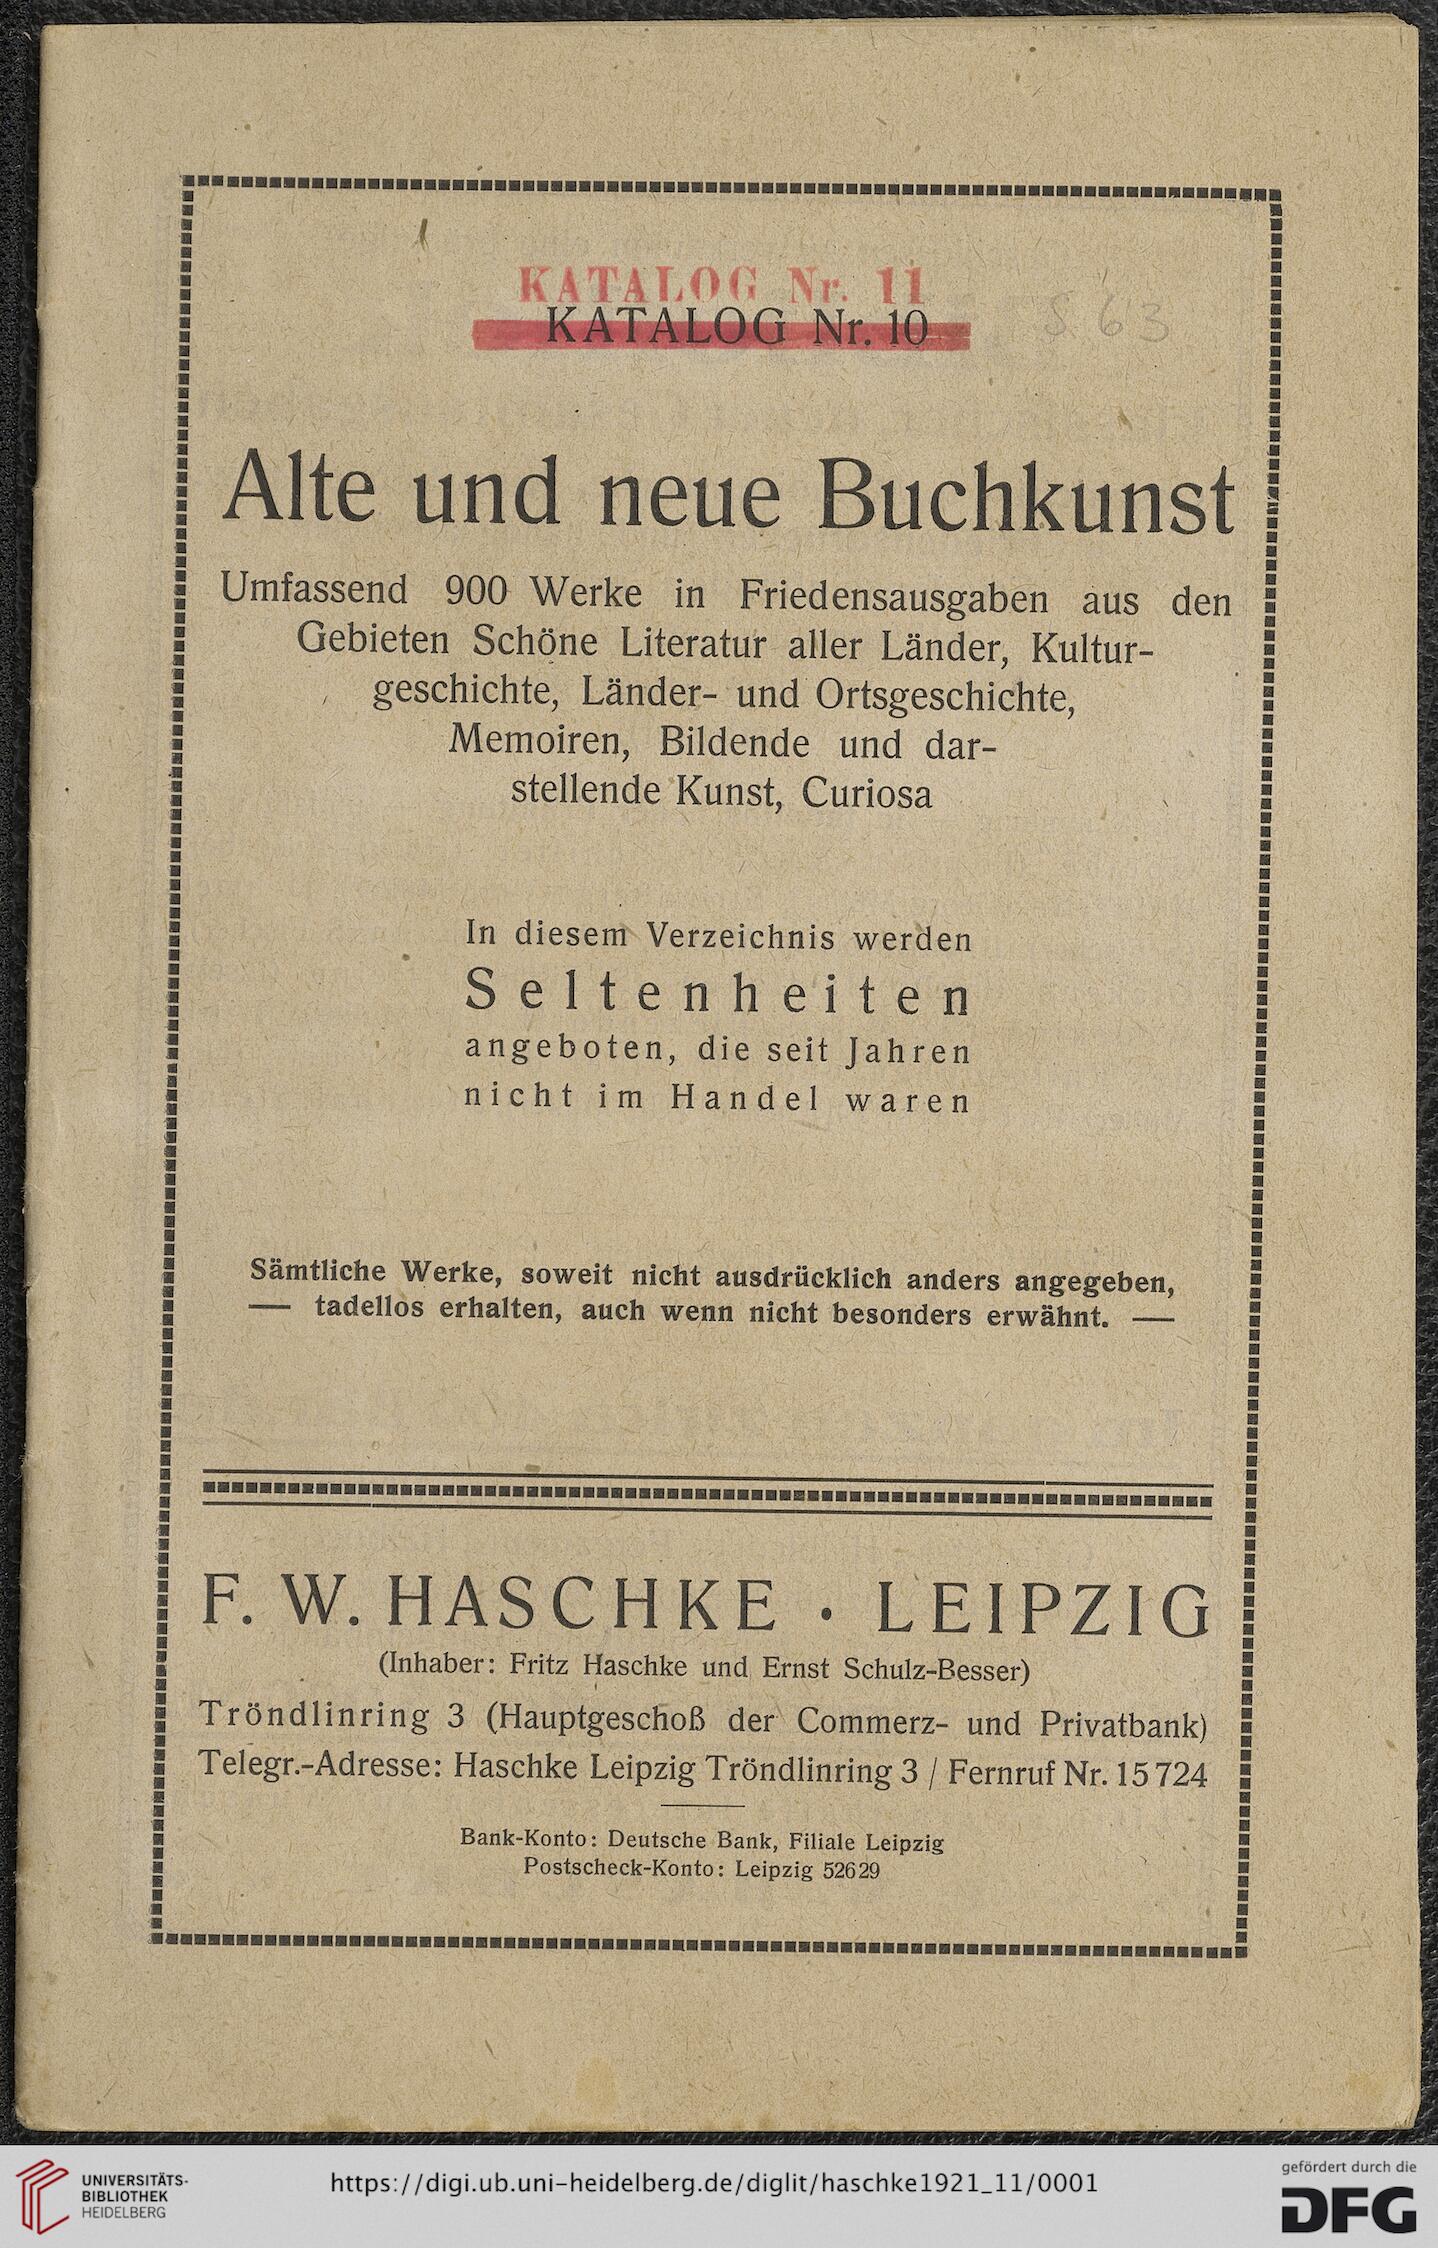 KATALOG Nr. 11
KATALOG Nr. 10
S 63
Alte und neue Buchkunst
Umfassend 900 Werke in Friedensausgaben aus den
Gebieten Schöne Literatur aller Länder, Kultur-
geschichte, Länder- und Ortsgeschichte,
Memoiren, Bildende und dar-
stellende Kunst, Curiosa
In diesem Verzeichnis werden
Seltenheiten
angeboten, die seit Jahren
nicht im Handel waren
Sämtliche Werke, soweit nicht ausdrücklich anders angegeben,
— tadellos erhalten, auch wenn nicht besonders erwähnt. —
F. W. HASCHKE · LEIPZIG
(Inhaber: Fritz Haschke und Ernst Schulz-Besser)
Tröndlinring 3 (Hauptgeschoß der Commerz- und Privatbank)
Telegr.-Adresse: Haschke Leipzig Tröndlinring 3 / Fernruf Nr. 15724
Bank-Konto: Deutsche Bank, Filiale Leipzig
Postscheck-Konto: Leipzig 52629
UNIVERSITÄTS-
BIBLIOTHEK
HEIDELBERG
https://digi.ub.uni-heidelberg.de/diglit/haschke1921_11/0001
gefördert durch die
DFG